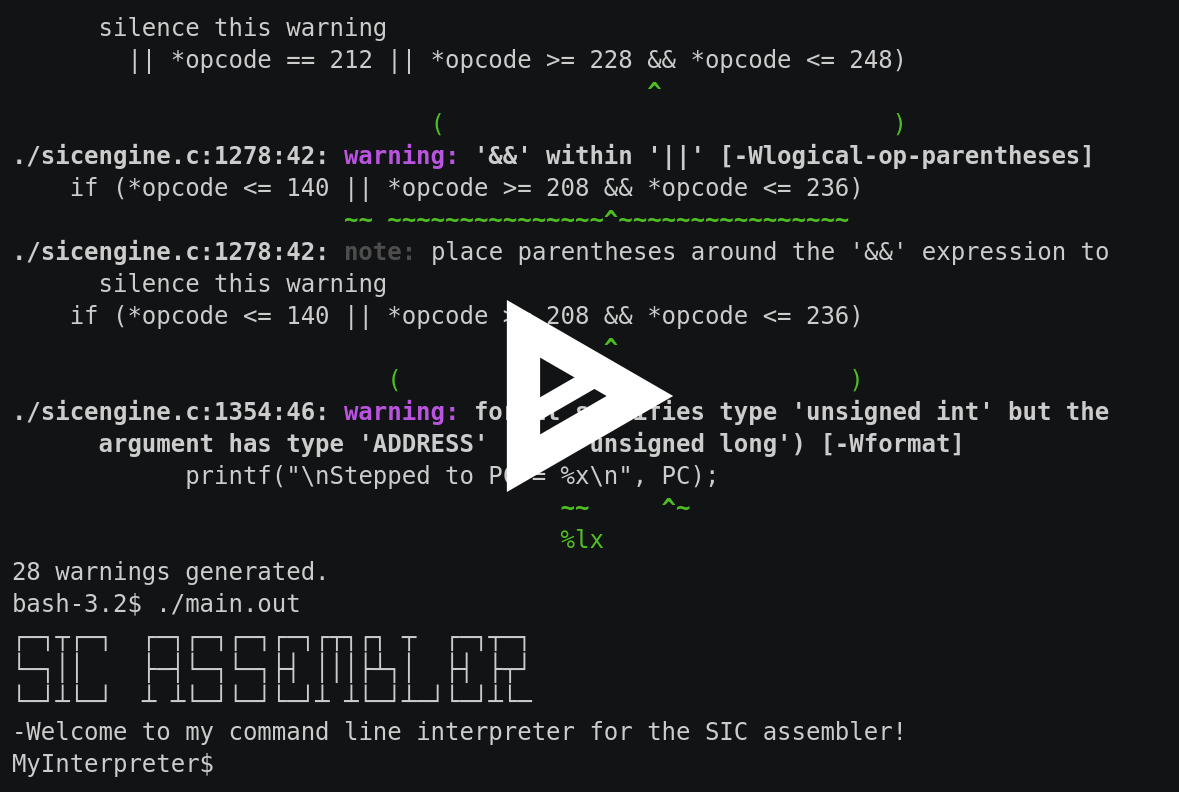 silence this warning
|| *opcode == 212 || *opcode >= 228 && *opcode <= 248)
^
( )
./sicengine.c:1278:42: warning: '&&' within '||' [-Wlogical-op-parentheses]
if (*opcode <= 140 || *opcode >= 208 && *opcode <= 236)
~~ ~~~~~~~~~~~~~~~^~~~~~~~~~~~~~~~~
./sicengine.c:1278:42: note: place parentheses around the '&&' expression to
silence this warning
if (*opcode <= 140 || *opcode >= 208 && *opcode <= 236)
^
( )
./sicengine.c:1354:46: warning: format specifies type 'unsigned int' but the
argument has type 'ADDRESS' 'unsigned long') [-Wformat]
printf("\nStepped to PC = %x\n", PC);
~~ ^~
%lx
28 warnings generated.
bash-3.2$ ./main.out
SIC ASSEMBLER
-Welcome to my command line interpreter for the SIC assembler!
MyInterpreter$